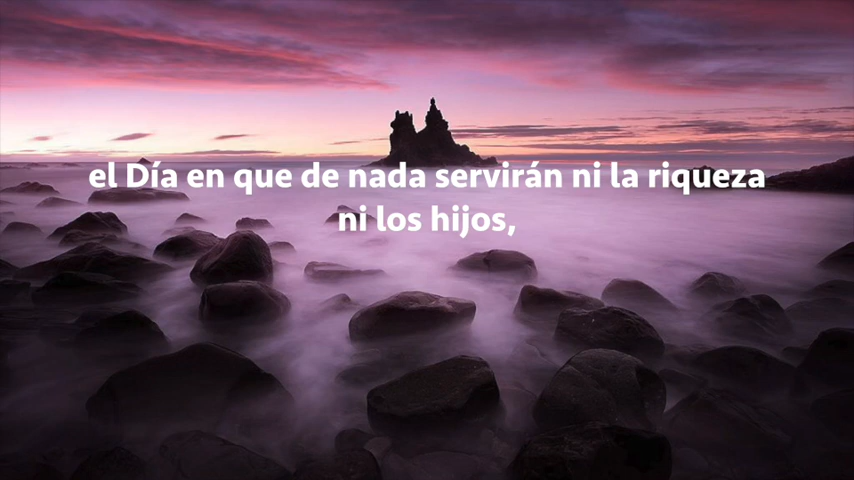 el Día en que de nada servirán ni la riqueza
ni los hijos,